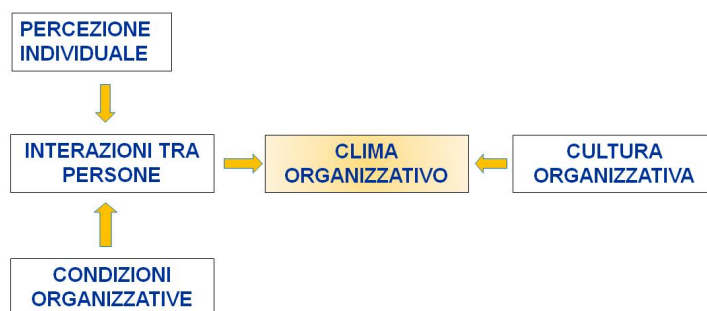 PERCEZIONE
INDIVIDUALE
INTERAZIONI TRA
PERSONE
CLIMA
ORGANIZZATIVO
CULTURA
ORGANIZZATIVA
CONDIZIONI
ORGANIZZATIVE